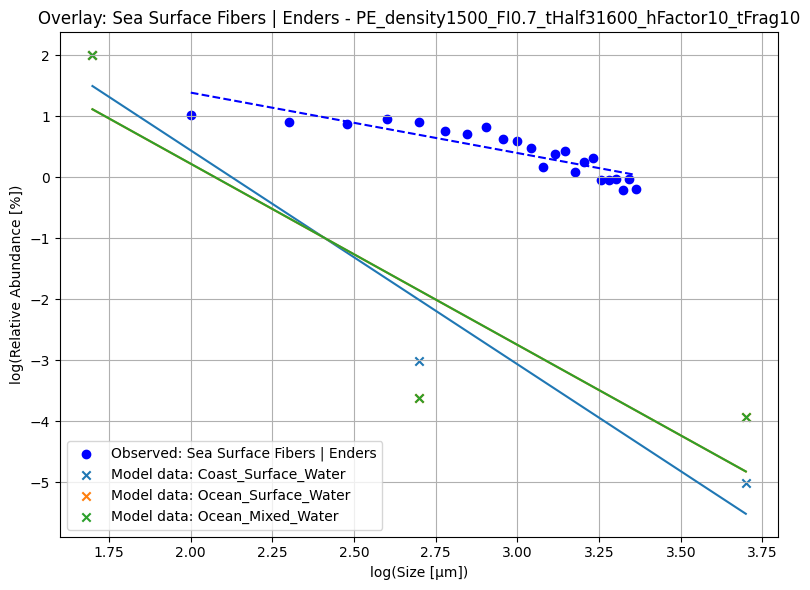 Overlay: Sea Surface Fibers | Enders - PE_density1500_FI0.7_tHalf31600_hFactor10_tFrag10
log(Relative Abundance [%])
2
1
0
−1
−2
−3
−4
−5
Observed: Sea Surface Fibers | Enders
Model data: Coast_Surface_Water
Model data: Ocean_Surface_Water
Model data: Ocean_Mixed_Water
1.75 2.00 2.25 2.50 2.75 3.00 3.25 3.50 3.75
log(Size [μm])